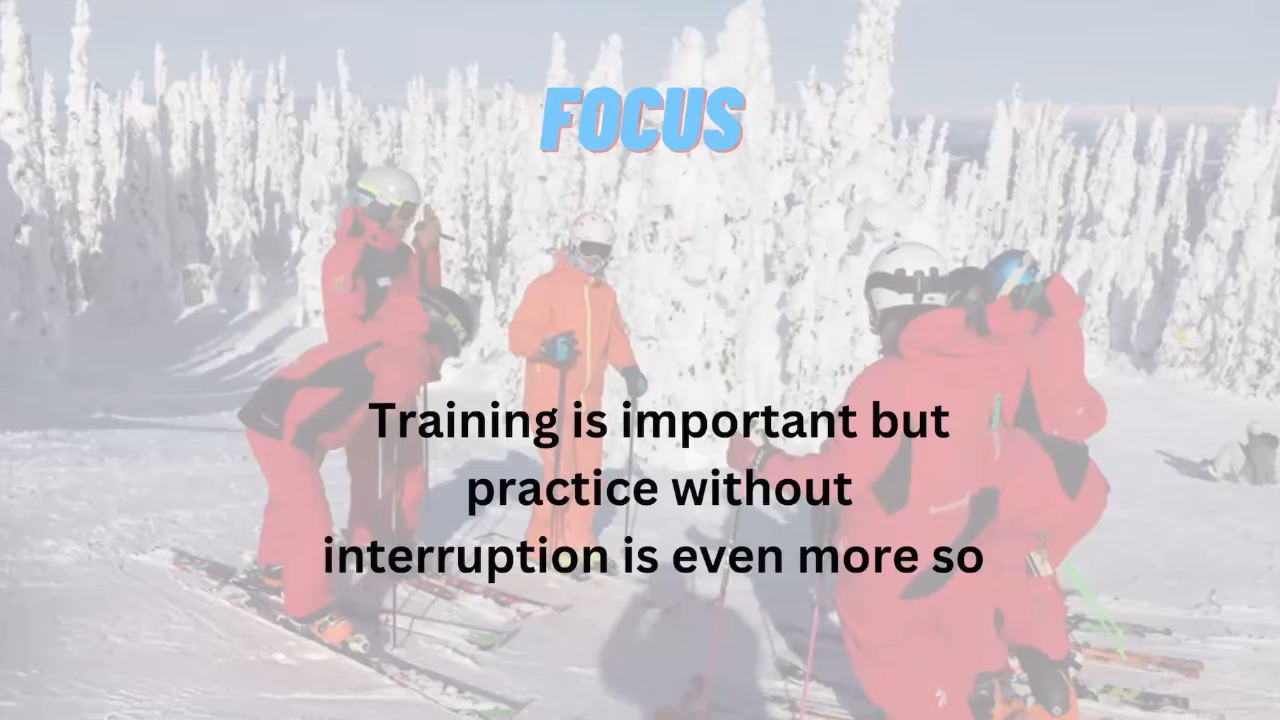 FOCUS
Training is important but
practice without
interruption is even more so